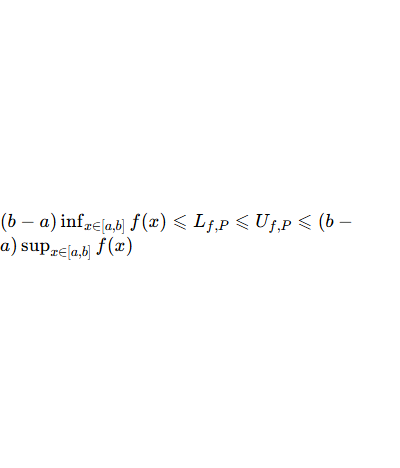 (b − a) inf_{x∈[a,b]} f(x) ⩽ L_{f,P} ⩽ U_{f,P} ⩽ (b −
a) sup_{x∈[a,b]} f(x)